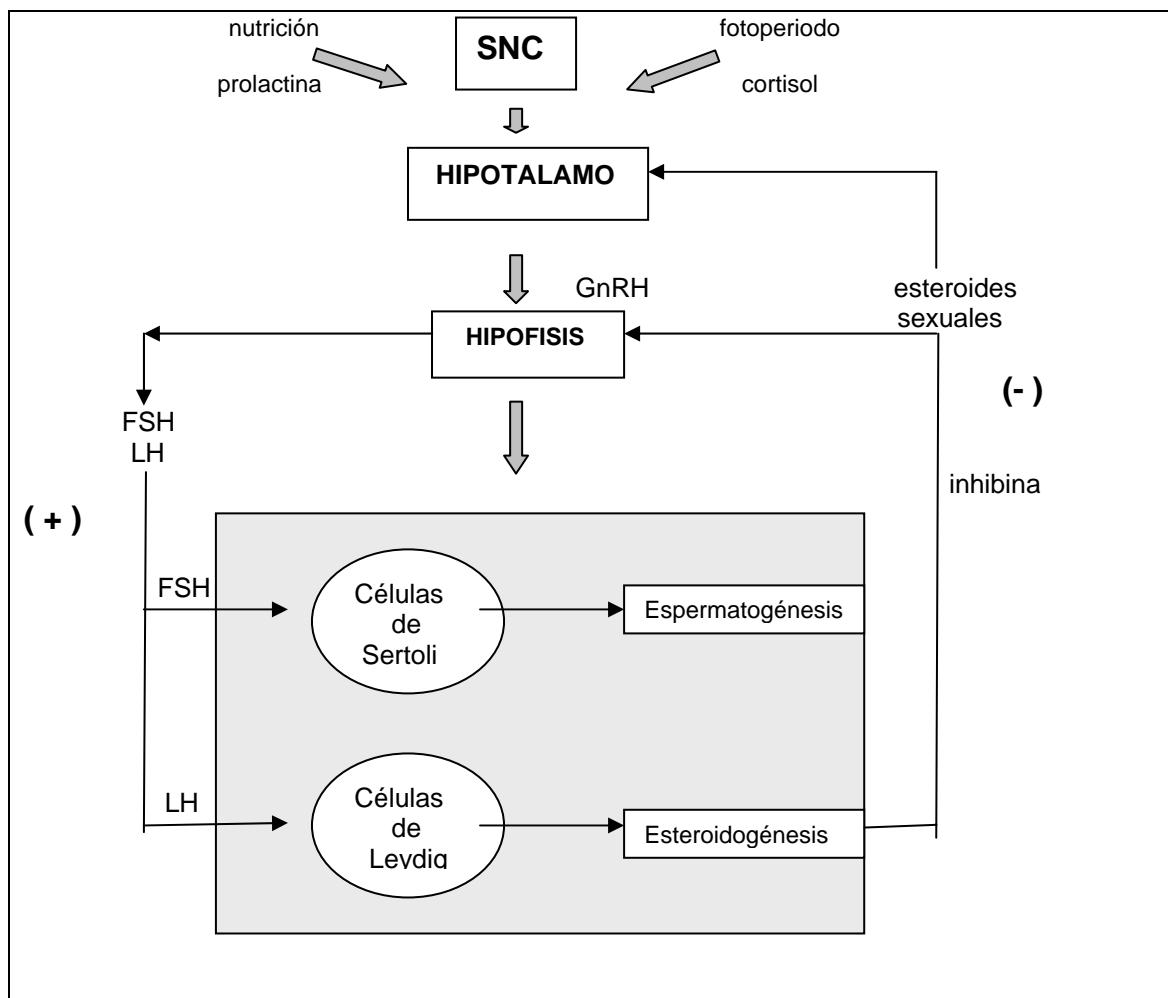 nutrición
SNC
fotoperiodo
prolactina
cortisol
HIPOTALAMO
GnRH
esteroides
sexuales
HIPOFISIS
(- )
FSH
LH
inhibina
( + )
FSH
Células
de
Sertoli
Espermatogénesis
LH
Células
de
Leydig
Esteroidogénesis